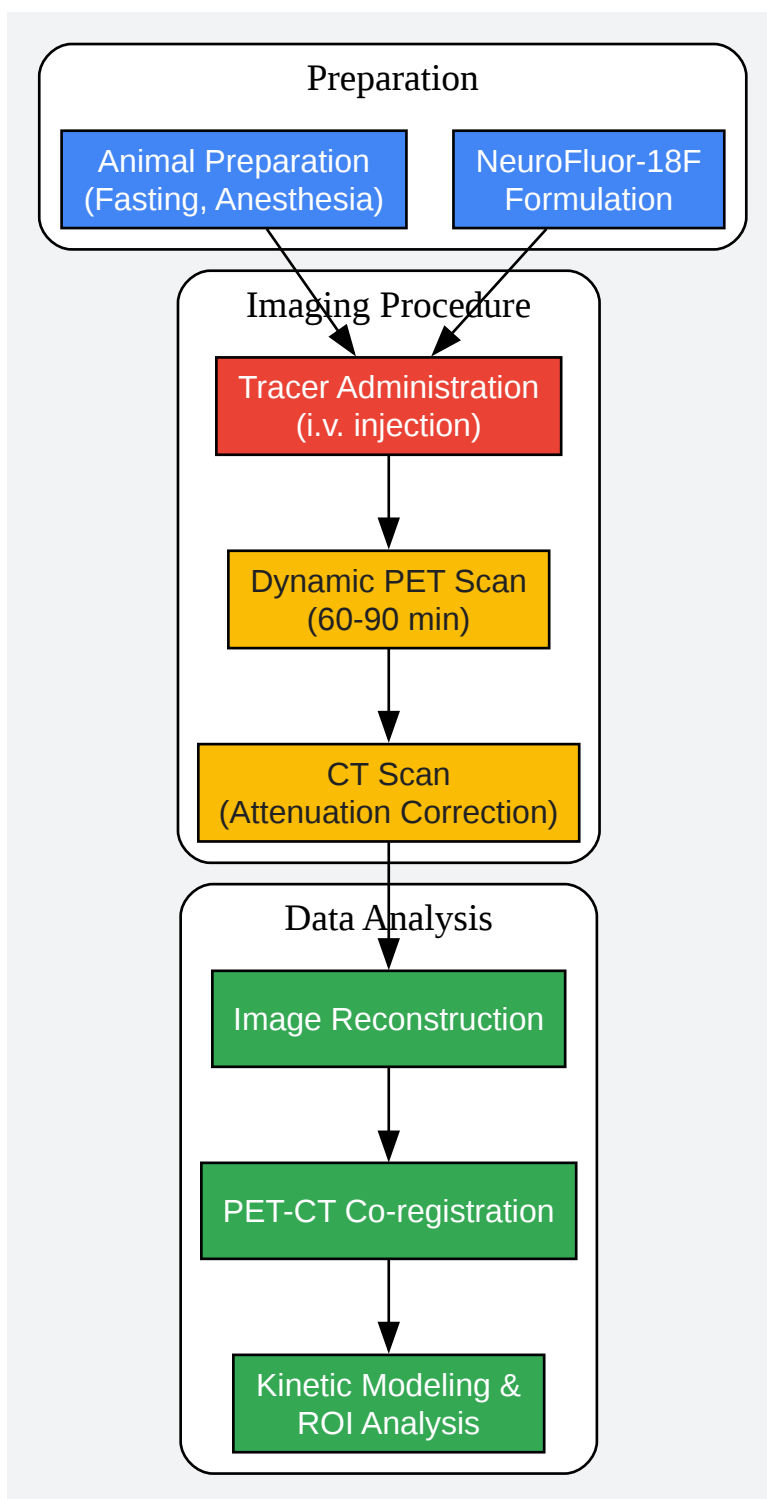 Preparation
Animal Preparation
(Fasting, Anesthesia)
NeuroFluor-18F
Formulation
Imaging Procedure
Tracer Administration
(i.v. injection)
Dynamic PET Scan
(60-90 min)
CT Scan
(Attenuation Correction)
Data Analysis
Image Reconstruction
PET-CT Co-registration
Kinetic Modeling &
ROI Analysis